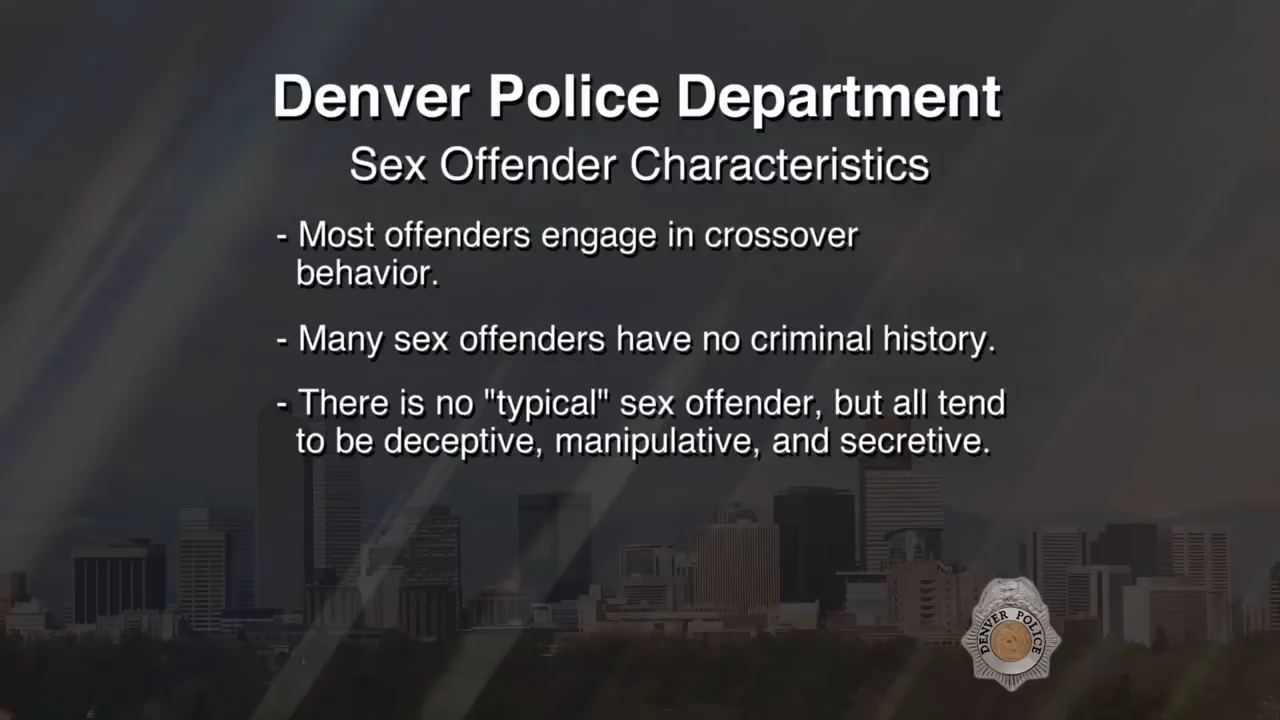 Denver Police Department
Sex Offender Characteristics
- Most offenders engage in crossover
behavior.
- Many sex offenders have no criminal history.
- There is no "typical" sex offender, but all tend
to be deceptive, manipulative, and secretive.
DENVER POLICE